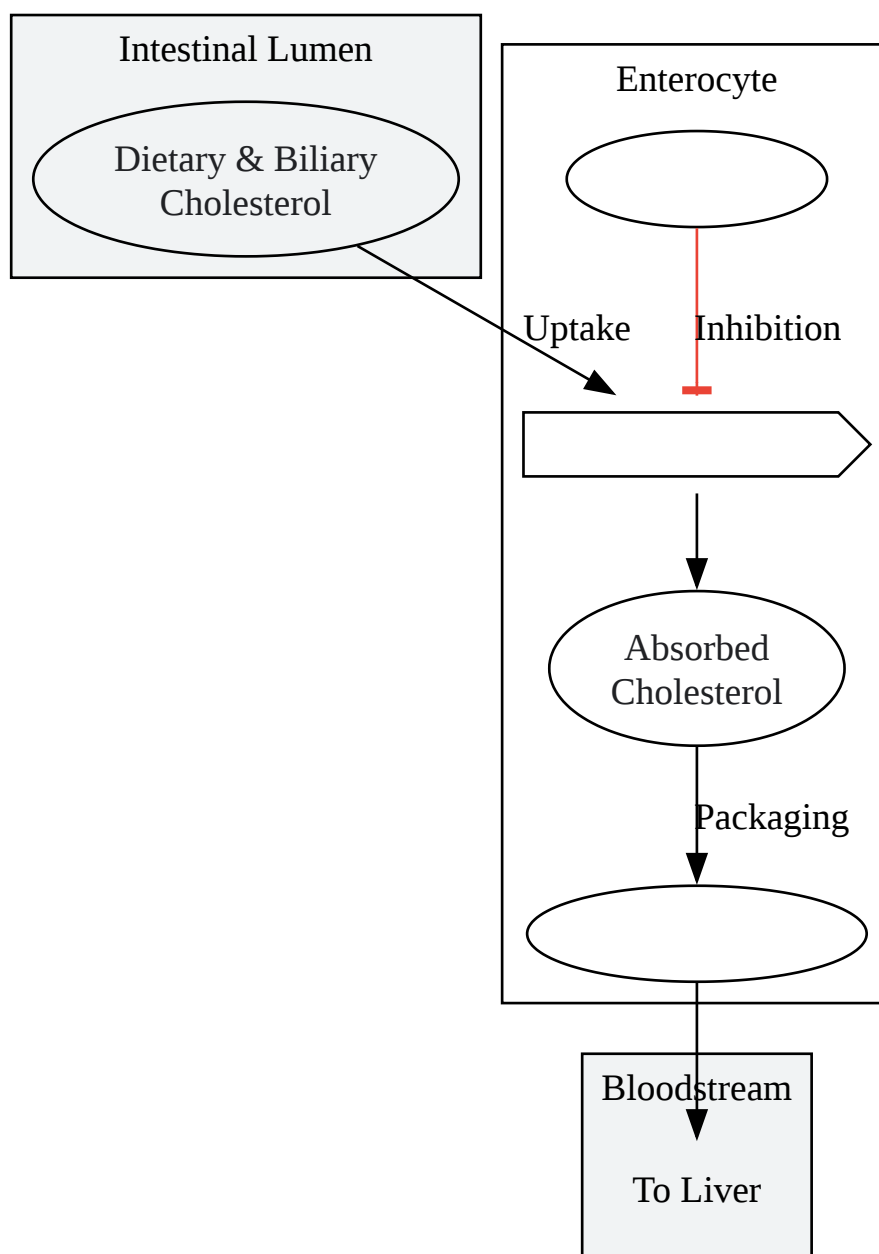 Intestinal Lumen
Dietary & Biliary
Cholesterol
Enterocyte
Uptake
Inhibition
Absorbed
Cholesterol
Packaging
Bloodstream
To Liver